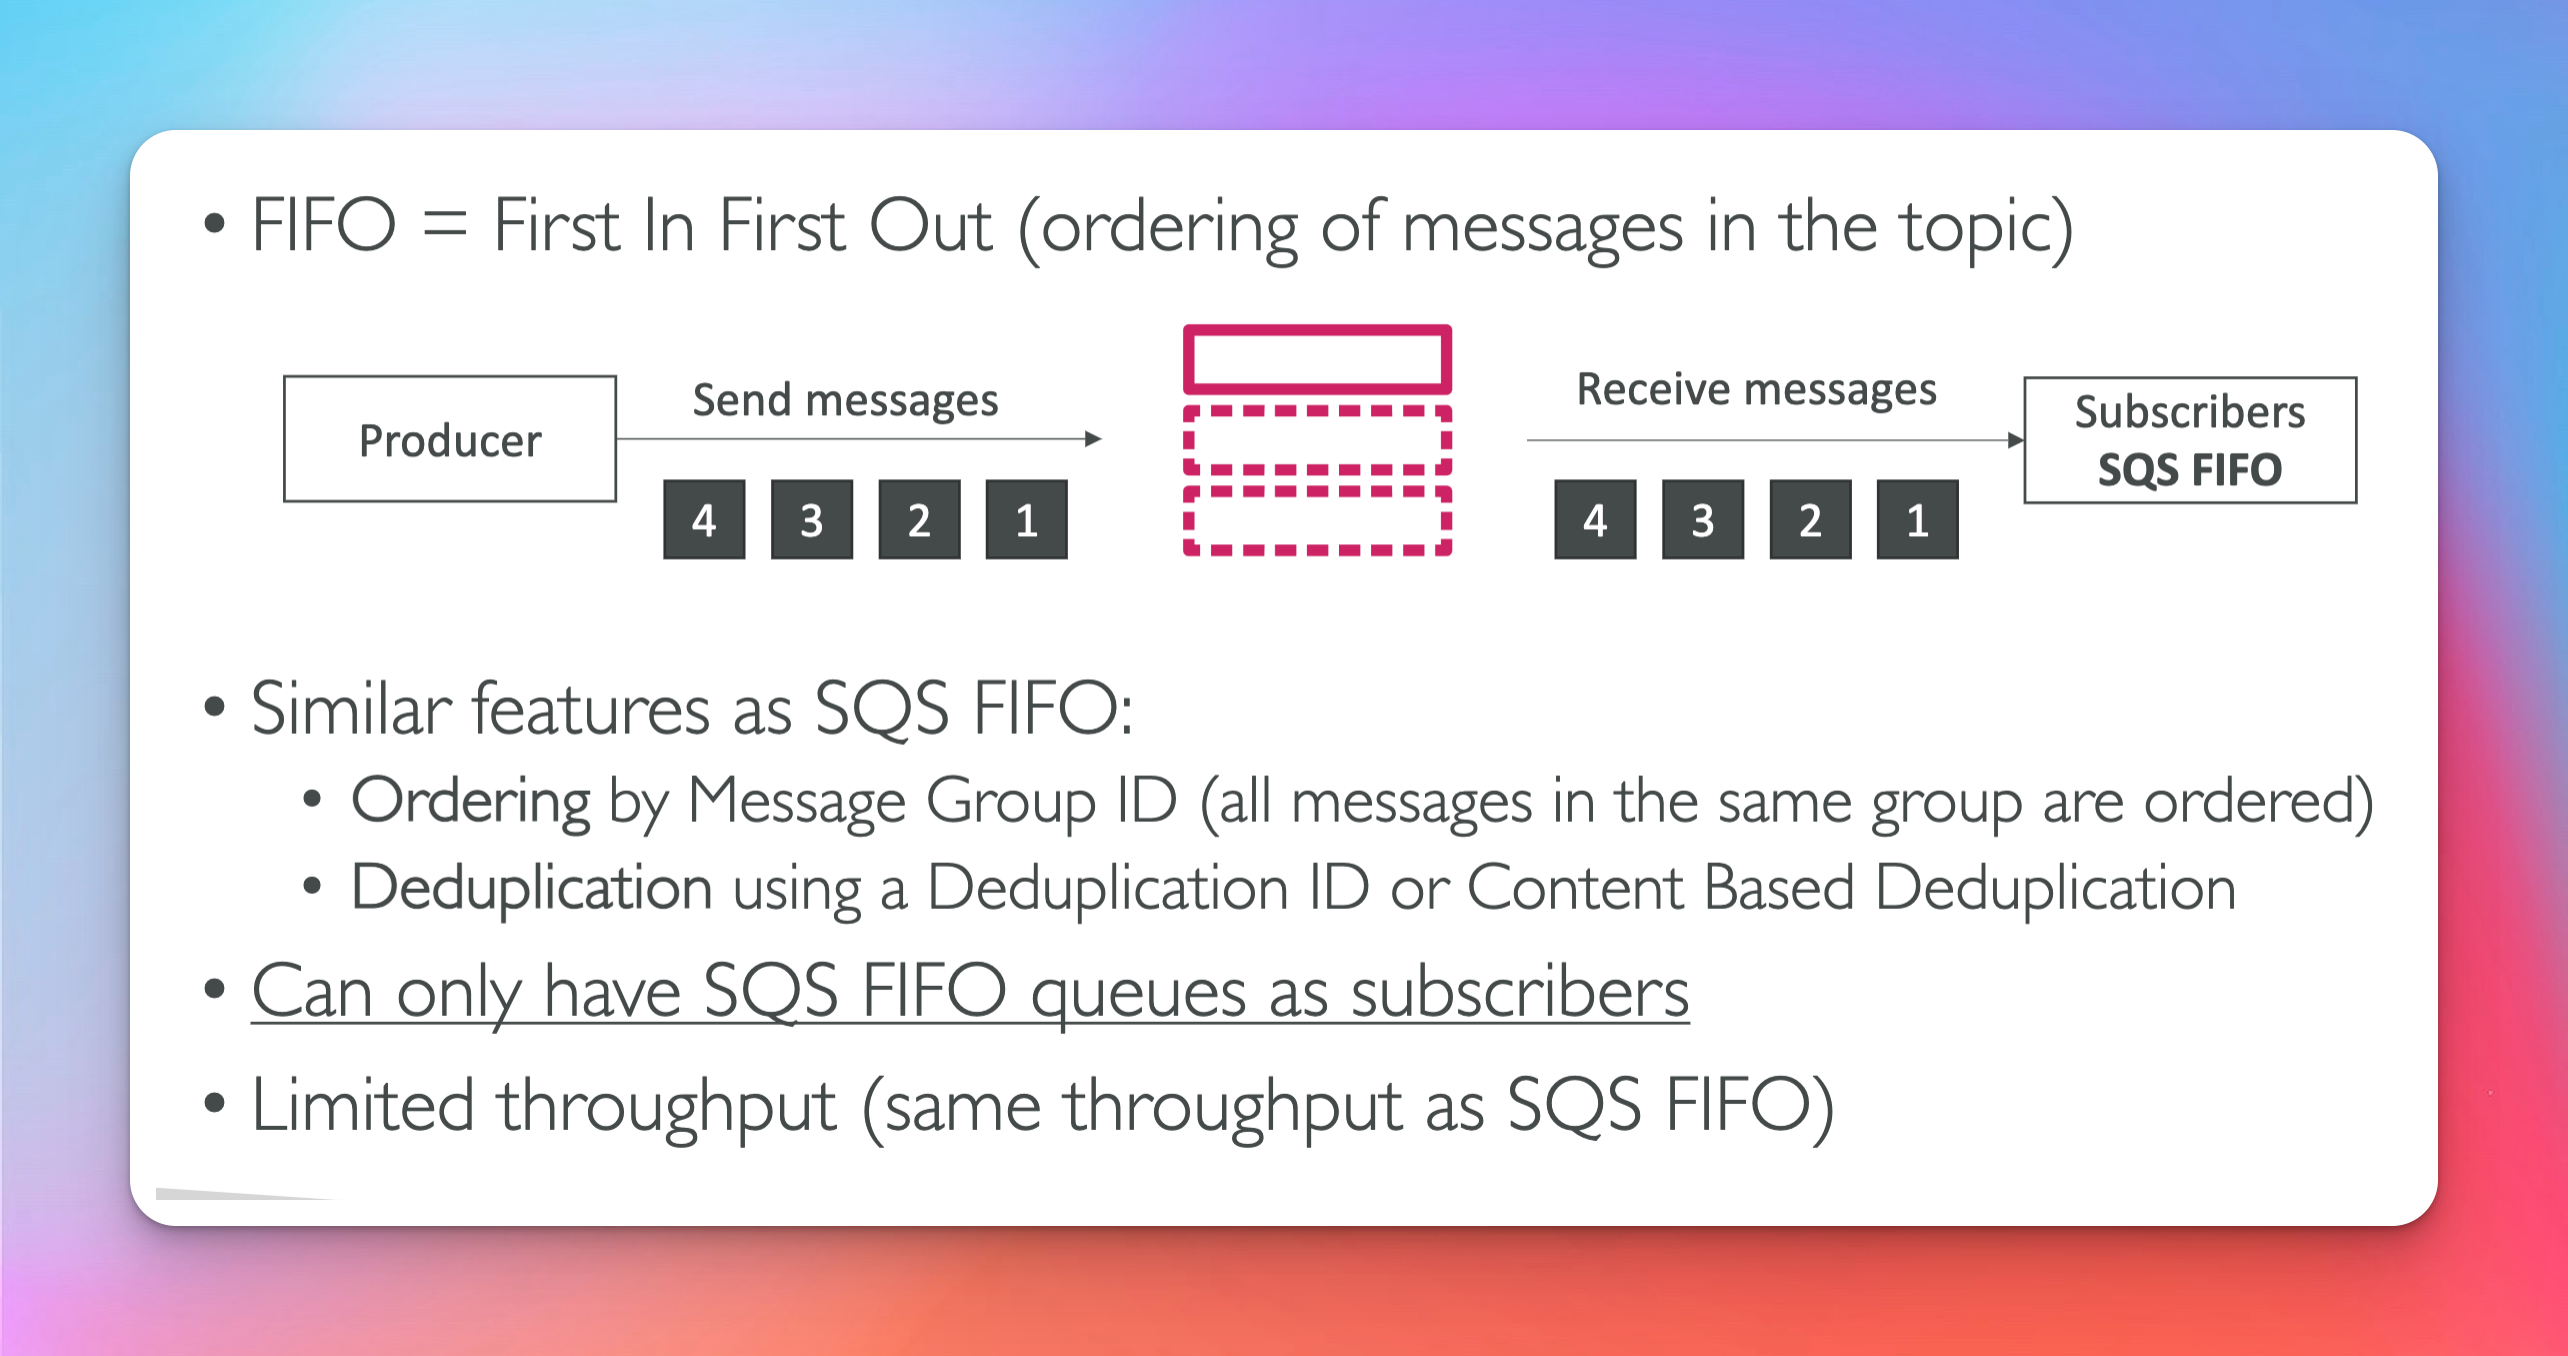 • FIFO = First In First Out (ordering of messages in the topic)
Producer
Send messages
4 3 2 1
Receive messages
4 3 2 1
Subscribers
SQS FIFO
• Similar features as SQS FIFO:
• Ordering by Message Group ID (all messages in the same group are ordered)
• Deduplication using a Deduplication ID or Content Based Deduplication
• Can only have SQS FIFO queues as subscribers
• Limited throughput (same throughput as SQS FIFO)